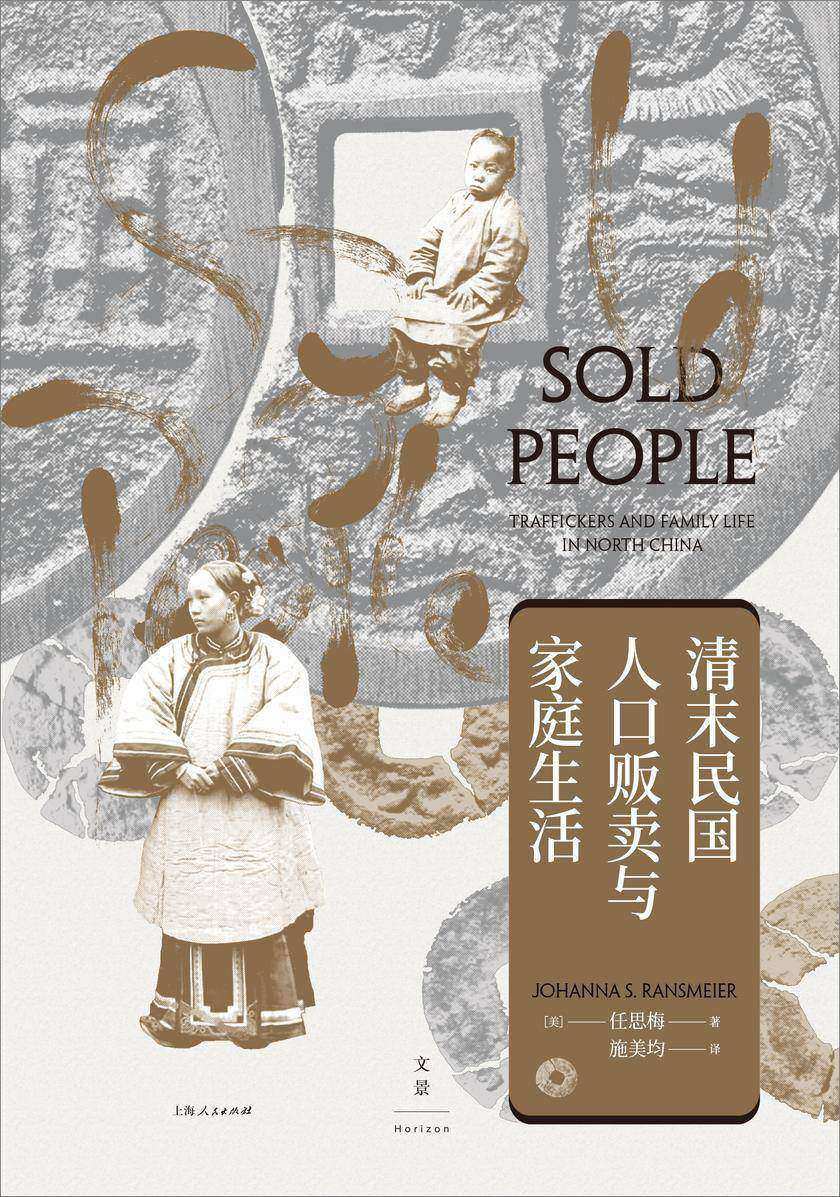 SOLD
PEOPLE
TRAFFICKERS AND FAMILY LIFE
IN NORTH CHINA
清末民国
人口贩卖与
家庭生活
JOHANNA S. RANSMEIER
[美]——任思梅——著
施美均——译
文景
Horizon
上海人民出版社